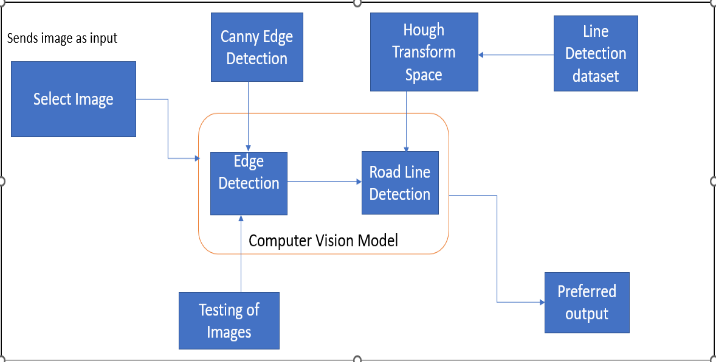 Sends image as input
Select Image
Canny Edge
Detection
Hough
Transform
Space
Line
Detection
dataset
Edge
Detection
Road Line
Detection
Computer Vision Model
Testing of
Images
Preferred
output